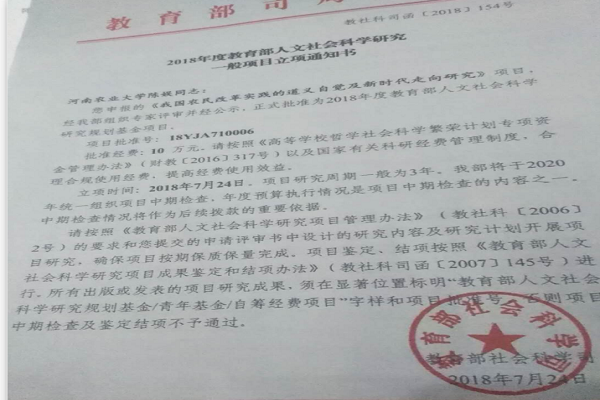 教育部司局
教社科司函〔2018〕154号
2018年度教育部人文社会科学研究
一般项目立项通知书
河南农业大学陈娱同志：
您申报的《我国农民改革实践的道义自觉及新时代走向研究》项目，
经我部组织专家评审并经公示，正式批准为2018年度教育部人文社会科学
研究规划基金项目。
项目批准号：18YJA710006
批准经费：10 万元。请按照《高等学校哲学社会科学繁荣计划专项资
金管理办法》（财教〔2016〕317号）以及国家有关科研经费管理制度，合
理合规使用经费，提高经费使用效益。
立项时间：2018年7月24日。项目研究周期一般为3年。我部将于2020
年统一组织项目中期检查，年度预算执行情况是项目中期检查的内容之一。
中期检查情况将作为后续拨款的重要依据。
请按照《教育部人文社会科学研究项目管理办法》（教社科〔2006〕
2号）的要求和您提交的申请评审书中设计的研究内容及研究计划开展项
目研究，确保项目按期保质保量完成。项目鉴定、结项按照《教育部人文
社会科学研究项目成果鉴定和结项办法》（教社科司函〔2007〕145号）进
行。所有出版或发表的项目研究成果，须在显著位置标明“教育部人文社会
科学研究规划基金/青年基金/自筹经费项目”字样和项目批准号，否则项目
中期检查及鉴定结项不予通过。
教育部社会科学司
2018年7月24日